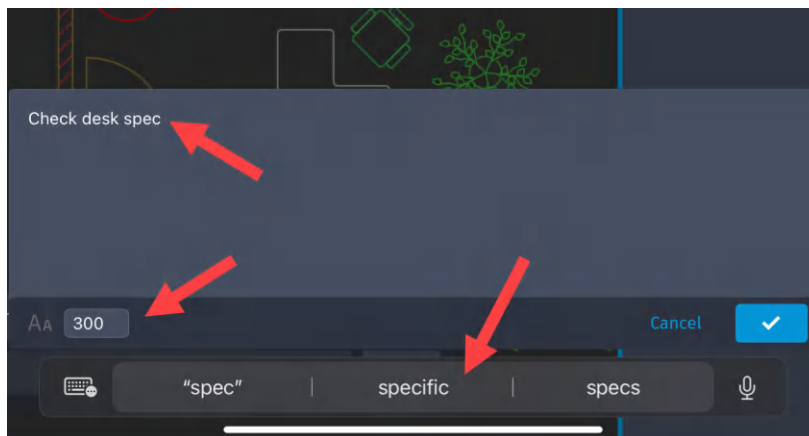 Check desk spec
AA 300 Cancel
“spec” specific specs